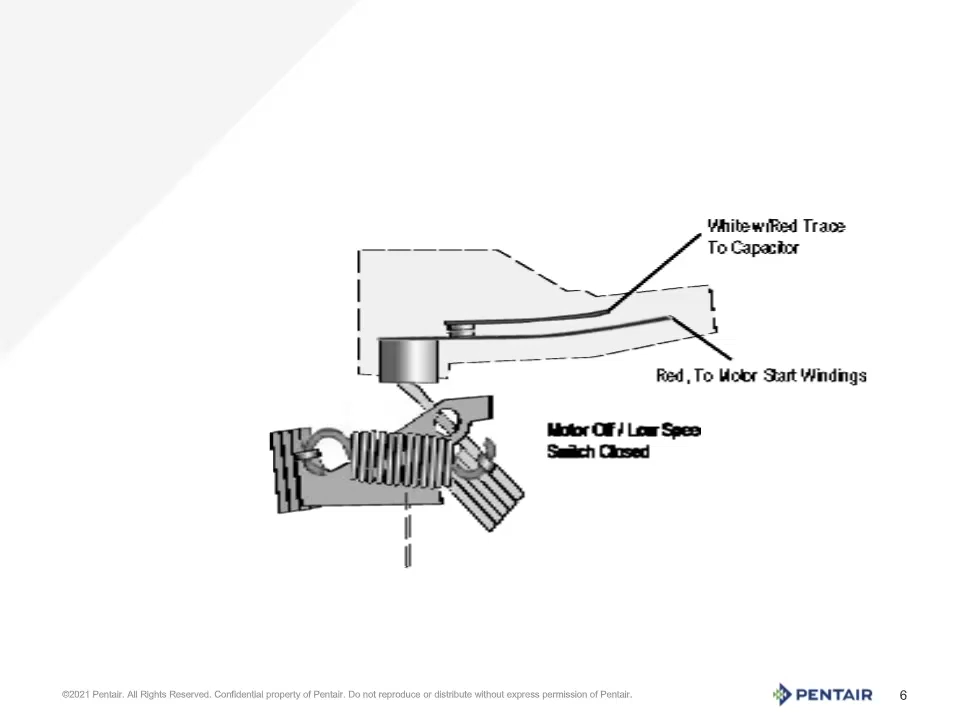 White w/Red Trace
To Capacitor
Red, To Motor Start Windings
Motor Off / Low Spee
Switch Closed
©2021 Pentair. All Rights Reserved. Confidential property of Pentair. Do not reproduce or distribute without express permission of Pentair.
PENTAIR
6